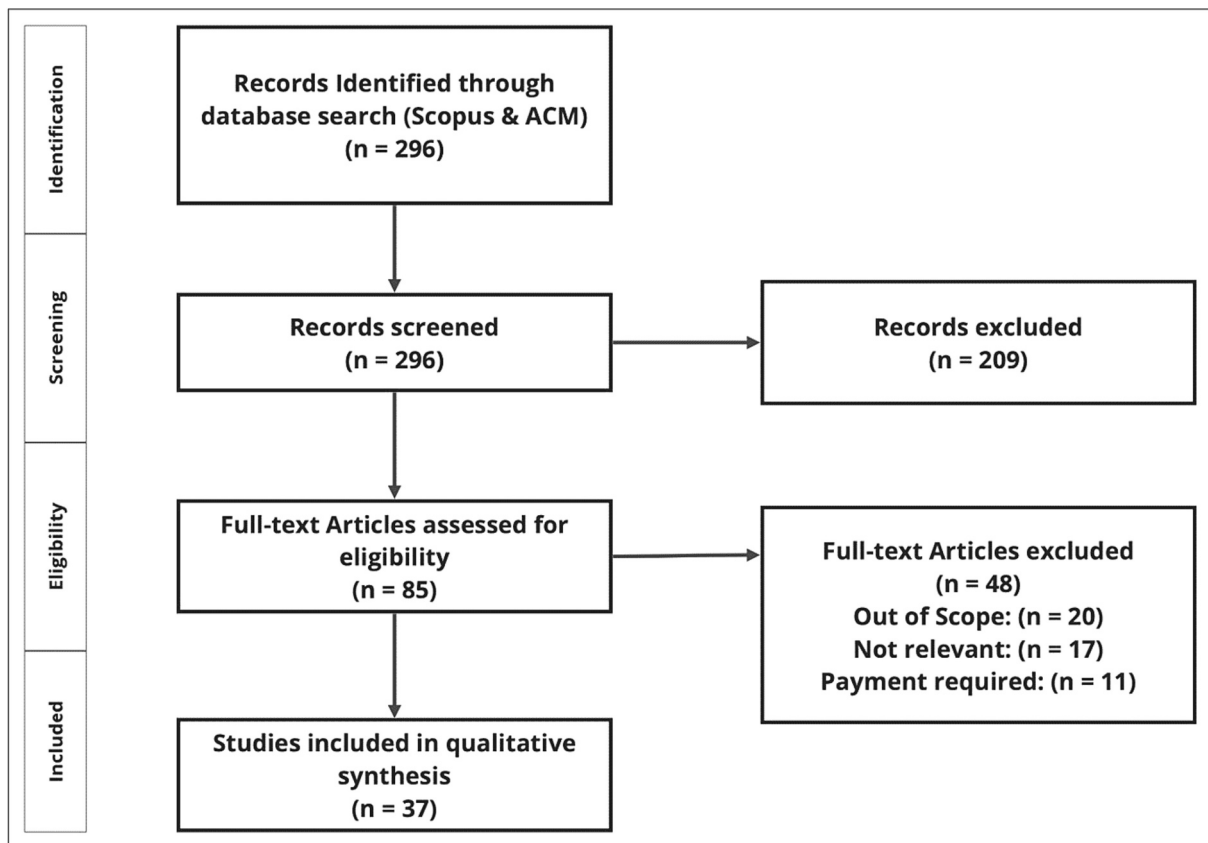 Identification
Records Identified through
database search (Scopus & ACM)
(n = 296)
Screening
Records screened
(n = 296)
Records excluded
(n = 209)
Eligibility
Full-text Articles assessed for
eligibility
(n = 85)
Full-text Articles excluded
(n = 48)
Out of Scope: (n = 20)
Not relevant: (n = 17)
Payment required: (n = 11)
Included
Studies included in qualitative
synthesis
(n = 37)